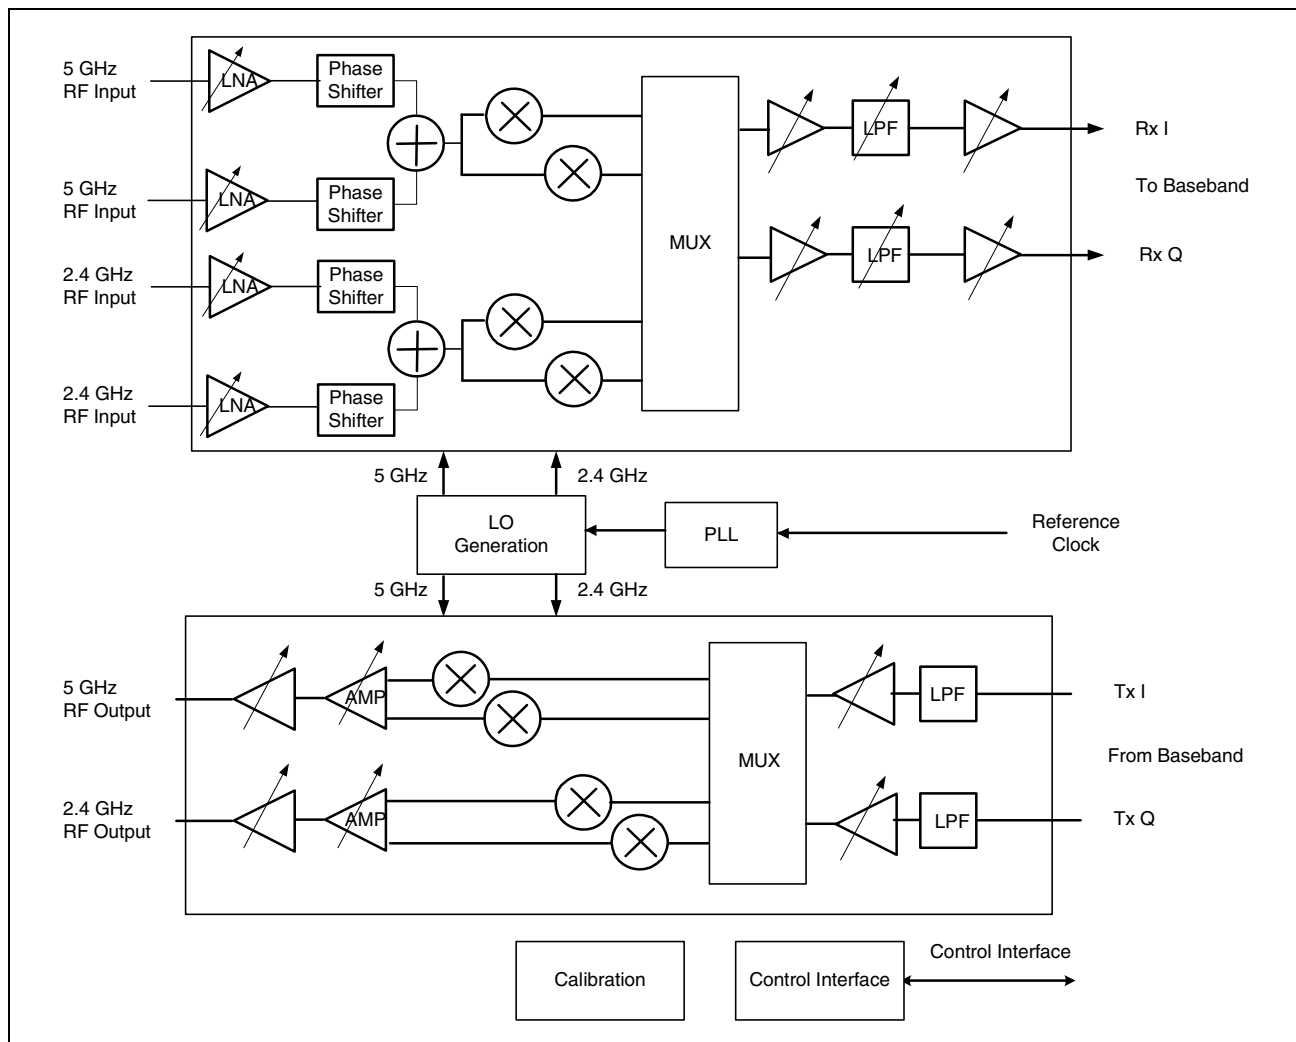 5 GHz
RF Input
LNA
Phase
Shifter
5 GHz
RF Input
LNA
Phase
Shifter
2.4 GHz
RF Input
LNA
Phase
Shifter
2.4 GHz
RF Input
LNA
Phase
Shifter
MUX
LPF
Rx I
To Baseband
LPF
Rx Q
5 GHz
2.4 GHz
LO
Generation
PLL
Reference
Clock
5 GHz
2.4 GHz
5 GHz
RF Output
AMP
MUX
LPF
Tx I
From Baseband
2.4 GHz
RF Output
AMP
LPF
Tx Q
Calibration
Control Interface
Control Interface